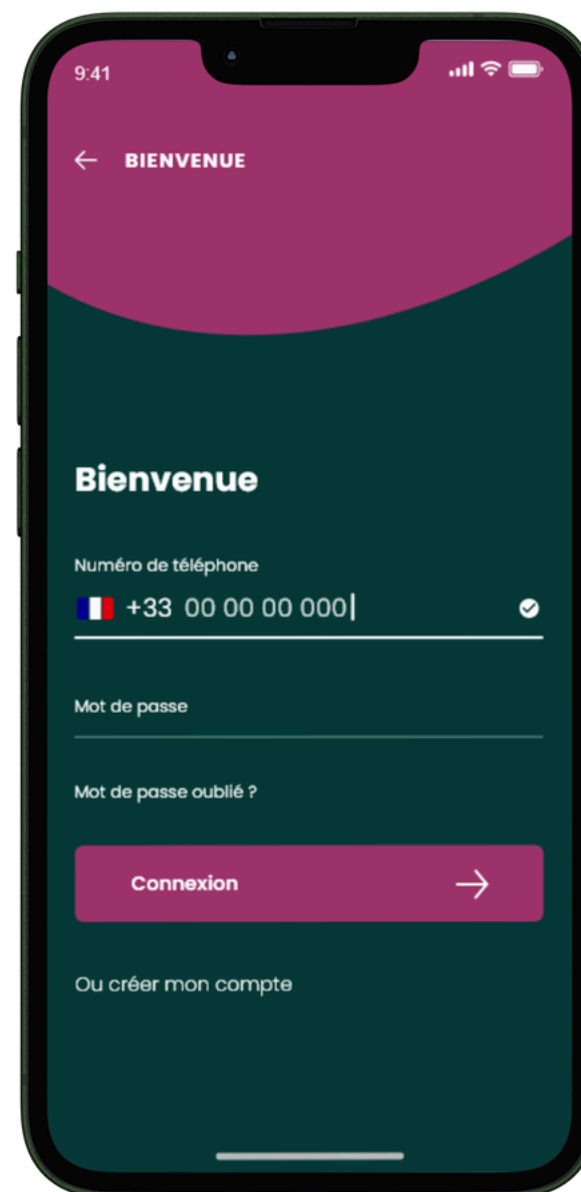 9:41
BIENVENUE
Bienvenue
Numéro de téléphone
+33 00 00 00 000
Mot de passe
Mot de passe oublié ?
Connexion
Ou créer mon compte